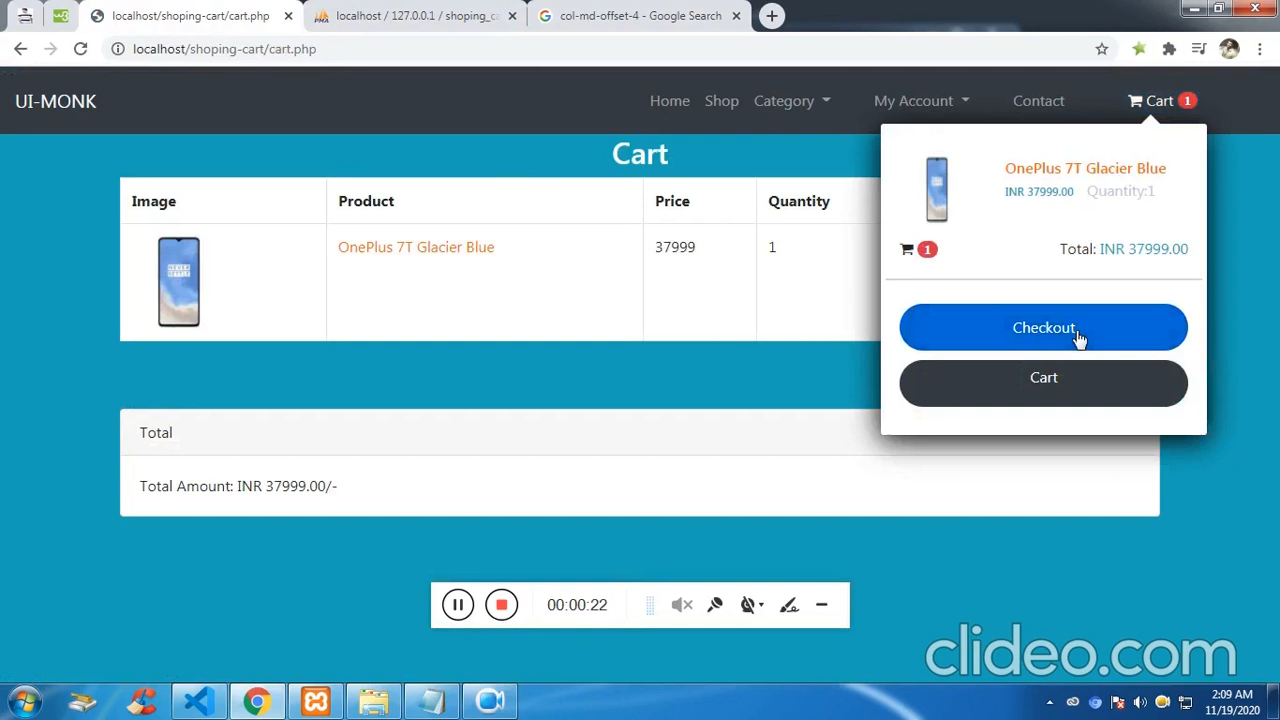 localhost/shoping-cart/cart.php
localhost / 127.0.0.1 / shoping_c
col-md-offset-4 - Google Search
localhost/shoping-cart/cart.php
UI-MONK
Home Shop Category My Account Contact Cart 1
Cart
Image Product Price Quantity
OnePlus 7T Glacier Blue 37999 1
OnePlus 7T Glacier Blue
INR 37999.00 Quantity:1
1 Total: INR 37999.00
Checkout
Cart
Total
Total Amount: INR 37999.00/-
00:00:22
clideo.com
2:09 AM
11/19/2020